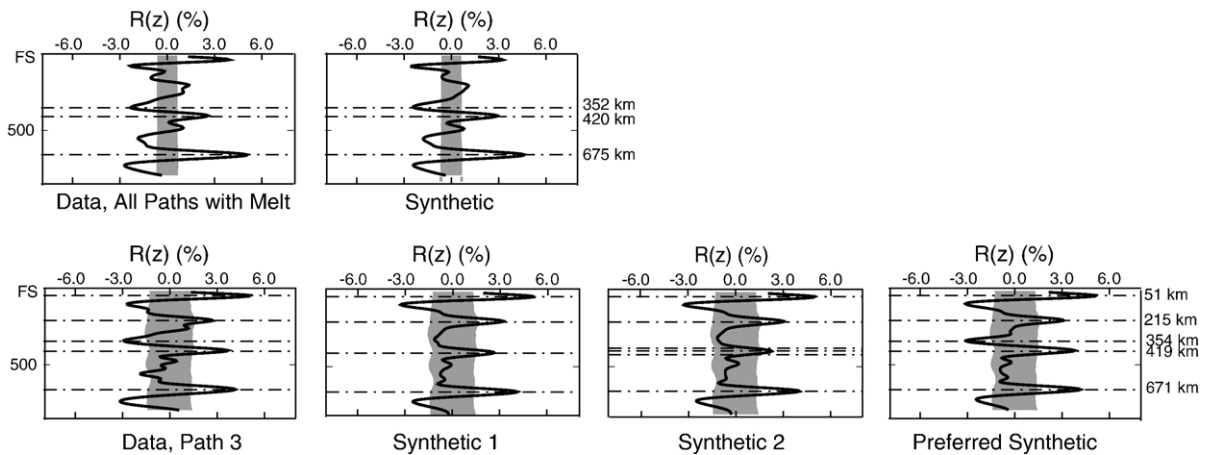 R(z) (%) R(z) (%)
-6.0 -3.0 0.0 3.0 6.0 -6.0 -3.0 0.0 3.0 6.0
FS
352 km
420 km
500
675 km
Data, All Paths with Melt Synthetic
R(z) (%) R(z) (%) R(z) (%) R(z) (%)
-6.0 -3.0 0.0 3.0 6.0 -6.0 -3.0 0.0 3.0 6.0 -6.0 -3.0 0.0 3.0 6.0 -6.0 -3.0 0.0 3.0 6.0
FS 51 km
215 km
354 km
419 km
500
671 km
Data, Path 3 Synthetic 1 Synthetic 2 Preferred Synthetic